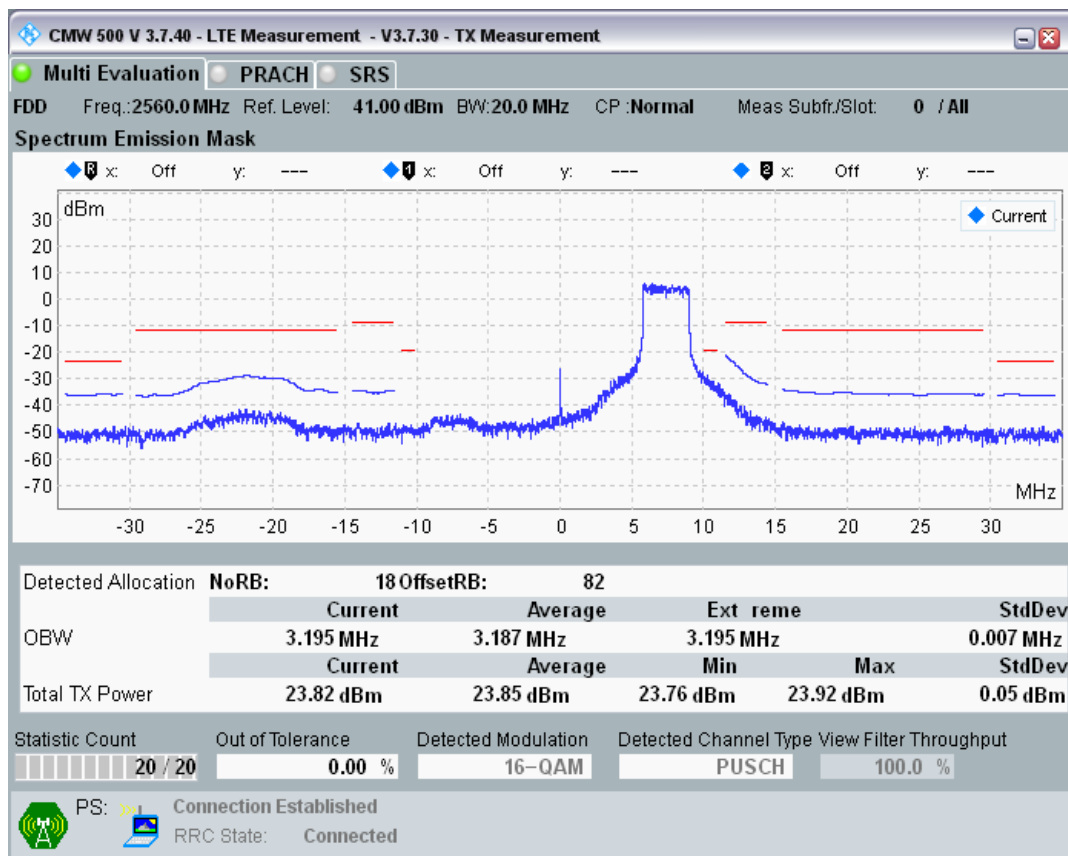 CMW 500 V 3.7.40 - LTE Measurement - V3.7.30 - TX Measurement
Multi Evaluation PRACH SRS
FDD Freg.:2560.0 MHz Ref. Level: 41.00 dBm BW:20.0 MHz CP :Normal Meas Subfr./Slot: 0 / All
Spectrum Emission Mask
R x: Off y: --- 1 x: Off y: --- 2 x: Off y: ---
dBm
Current
30
20
10
0
-10
-20
-30
-40
-50
-60
-70
MHz
-30 -25 -20 -15 -10 -5 0 5 10 15 20 25 30
Detected Allocation NoRB: 18 OffsetRB: 82
Current Average Ext reme StdDev
OBW 3.195 MHz 3.187 MHz 3.195 MHz 0.007 MHz
Current Average Min Max StdDev
Total TX Power 23.82 dBm 23.85 dBm 23.76 dBm 23.92 dBm 0.05 dBm
Statistic Count Out of Tolerance Detected Modulation Detected Channel Type View Filter Throughput
20 / 20 0.00 % 16-QAM PUSCH 100.0 %
PS: Connection Established
RRC State: Connected